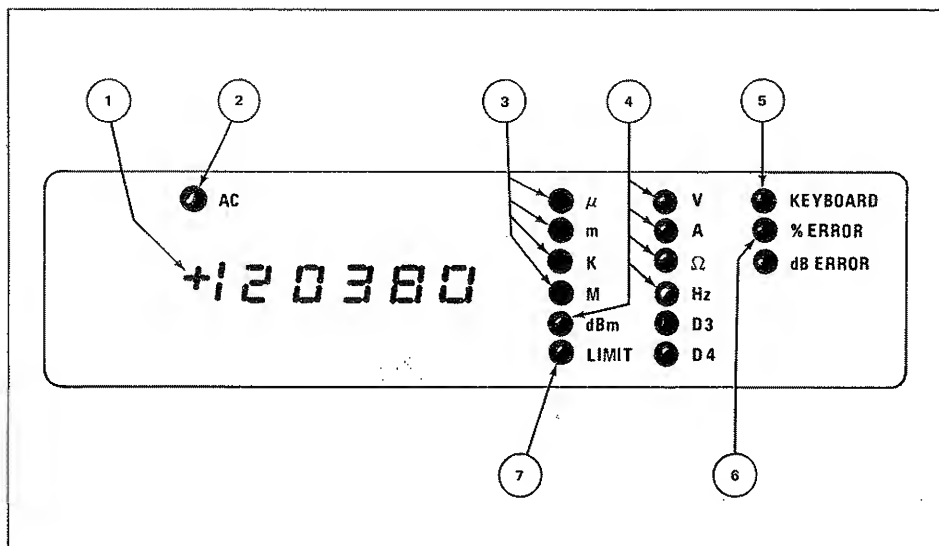 1 2 3 4 5
AC μ V KEYBOARD
m A % ERROR
+120380 K Ω dB ERROR
M Hz
dBm D3
LIMIT D4
7 6